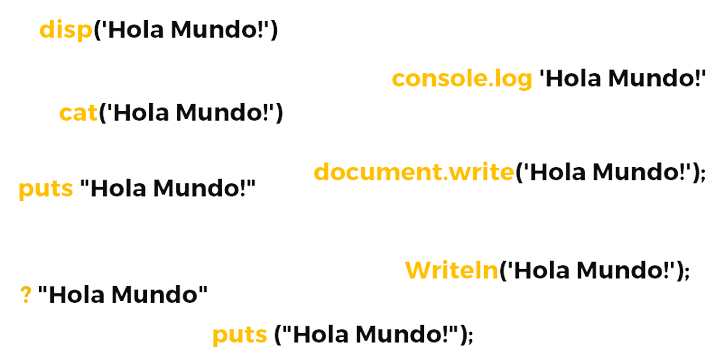 disp('Hola Mundo!')
console.log 'Hola Mundo!'
cat('Hola Mundo!')
document.write('Hola Mundo!');
puts "Hola Mundo!"
Writeln('Hola Mundo!');
? "Hola Mundo"
puts ("Hola Mundo!");